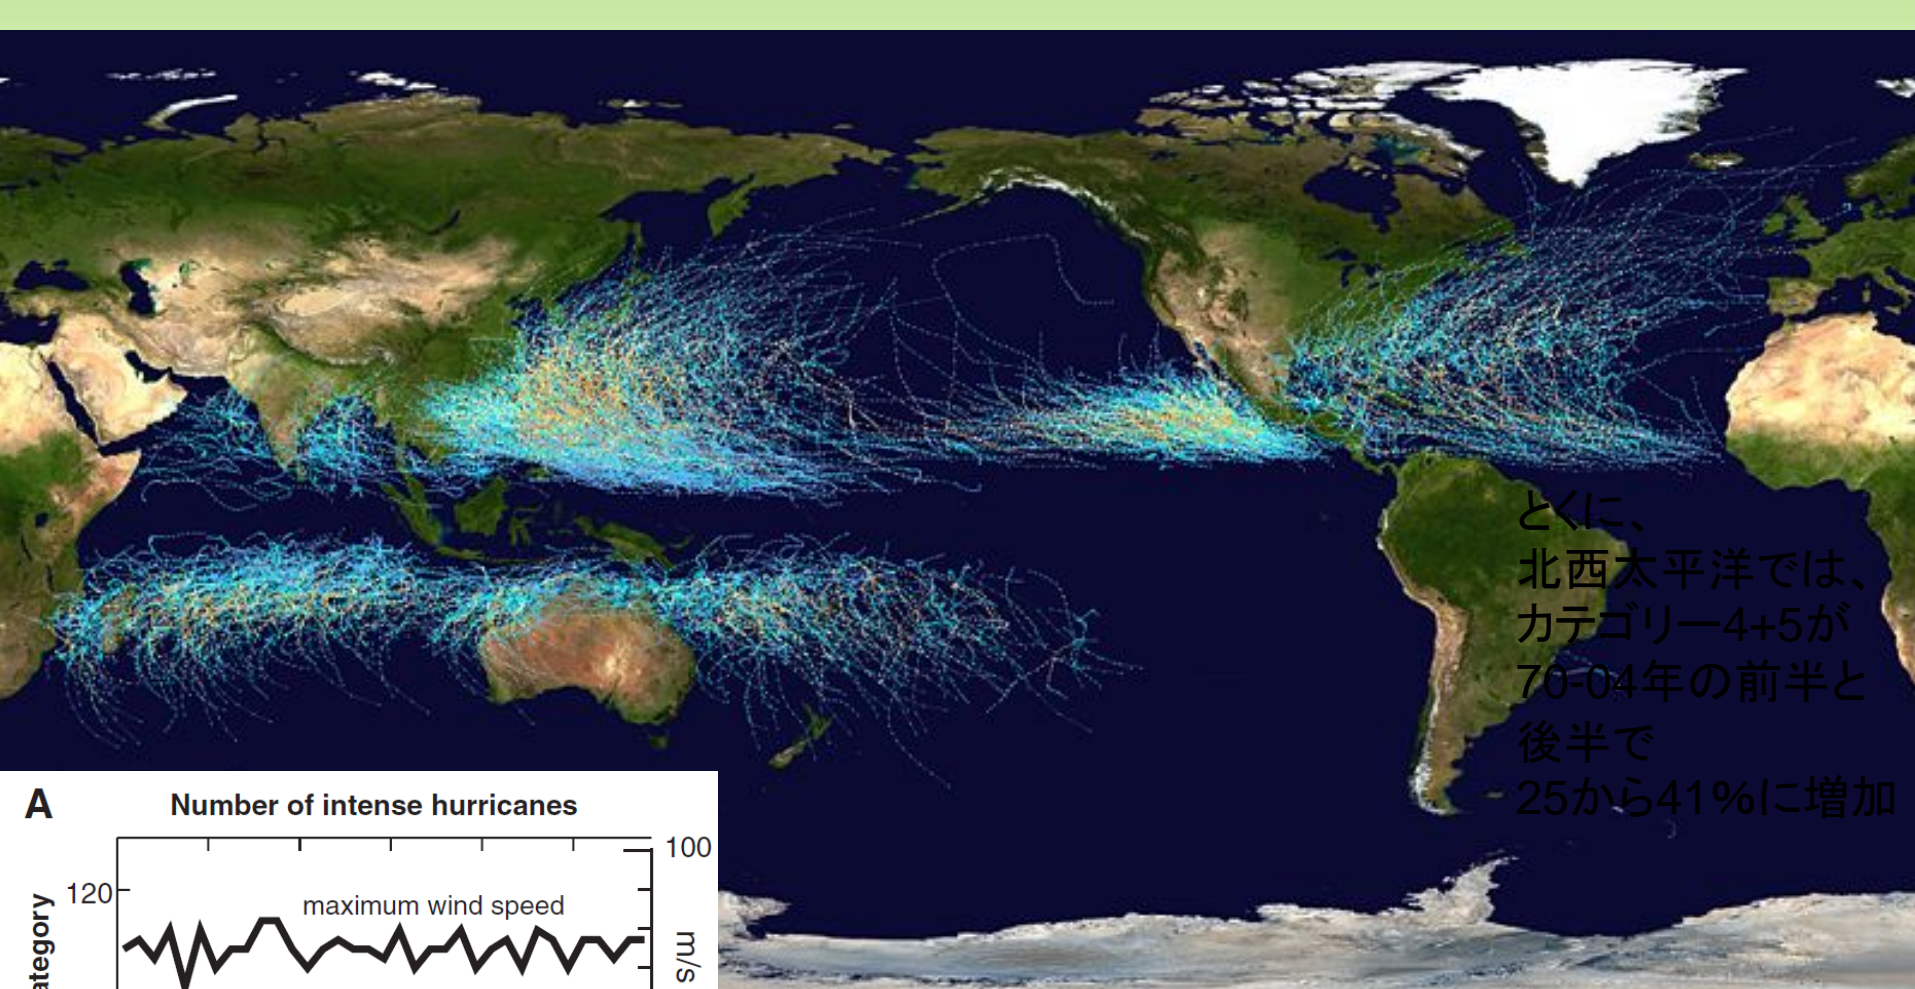 とくに、
北西太平洋では、
カテゴリー4+5が
70-04年の前半と
後半で
25から41%に増加
A
Number of intense hurricanes
100
120
maximum wind speed
m/s
ategory